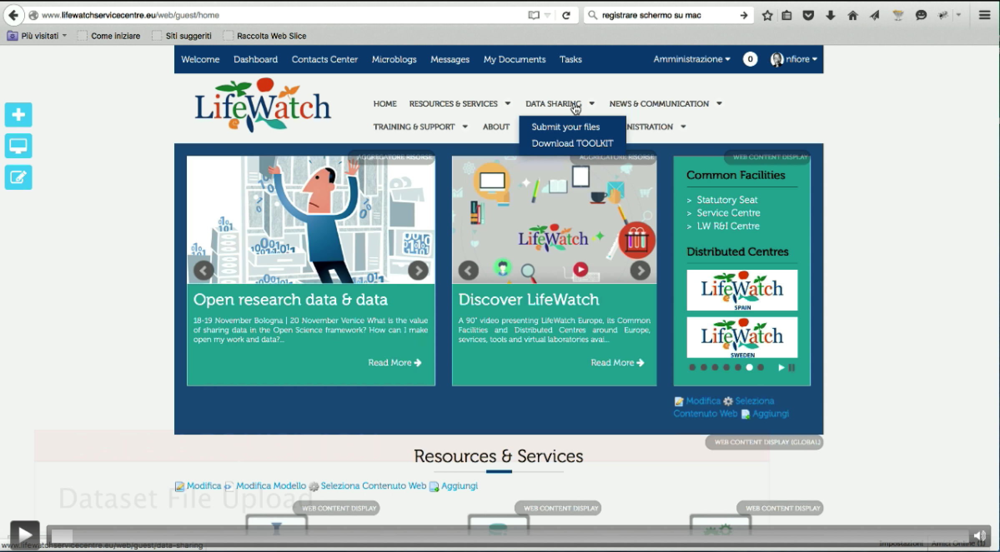 www.lifewatchservicecentre.eu/web/guest/home
registrare schermo su mac
Più visitati
Come iniziare
Siti suggeriti
Raccolta Web Slice
Welcome Dashboard Contacts Center Microblogs Messages My Documents Tasks Amministrazione 0 nfiore
LifeWatch
HOME RESOURCES & SERVICES DATA SHARING NEWS & COMMUNICATION
TRAINING & SUPPORT ABOUT NISTRATION
Submit your files
Download TOOLKIT
AGGREGATORE RISORSE
Open research data & data
18-19 November Bologna | 20 November Venice What is the value
of sharing data in the Open Science framework? How can I make
open my work and data?...
Read More
AGGREGATORE RISORSE
LifeWatch
Discover LifeWatch
A 90" video presenting LifeWatch Europe, its Common
Facilities and Distributed Centres around Europe,
sevrices, tools and virtual laboratories avai...
Read More
WEB CONTENT DISPLAY
Common Facilities
> Statutory Seat
> Service Centre
> LW R&I Centre
Distributed Centres
LifeWatch
SPAIN
LifeWatch
SWEDEN
Modifica Seleziona
Contenuto Web Aggiungi
WEB CONTENT DISPLAY (GLOBAL)
Resources & Services
Modifica Modifica Modello Seleziona Contenuto Web Aggiungi
Dataset File Upload
WEB CONTENT DISPLAY
WEB CONTENT DISPLAY
WEB CONTENT DISPLAY
www.lifewatchservicecentre.eu/web/guest/data-sharing
Impostazioni Amici Online (1)